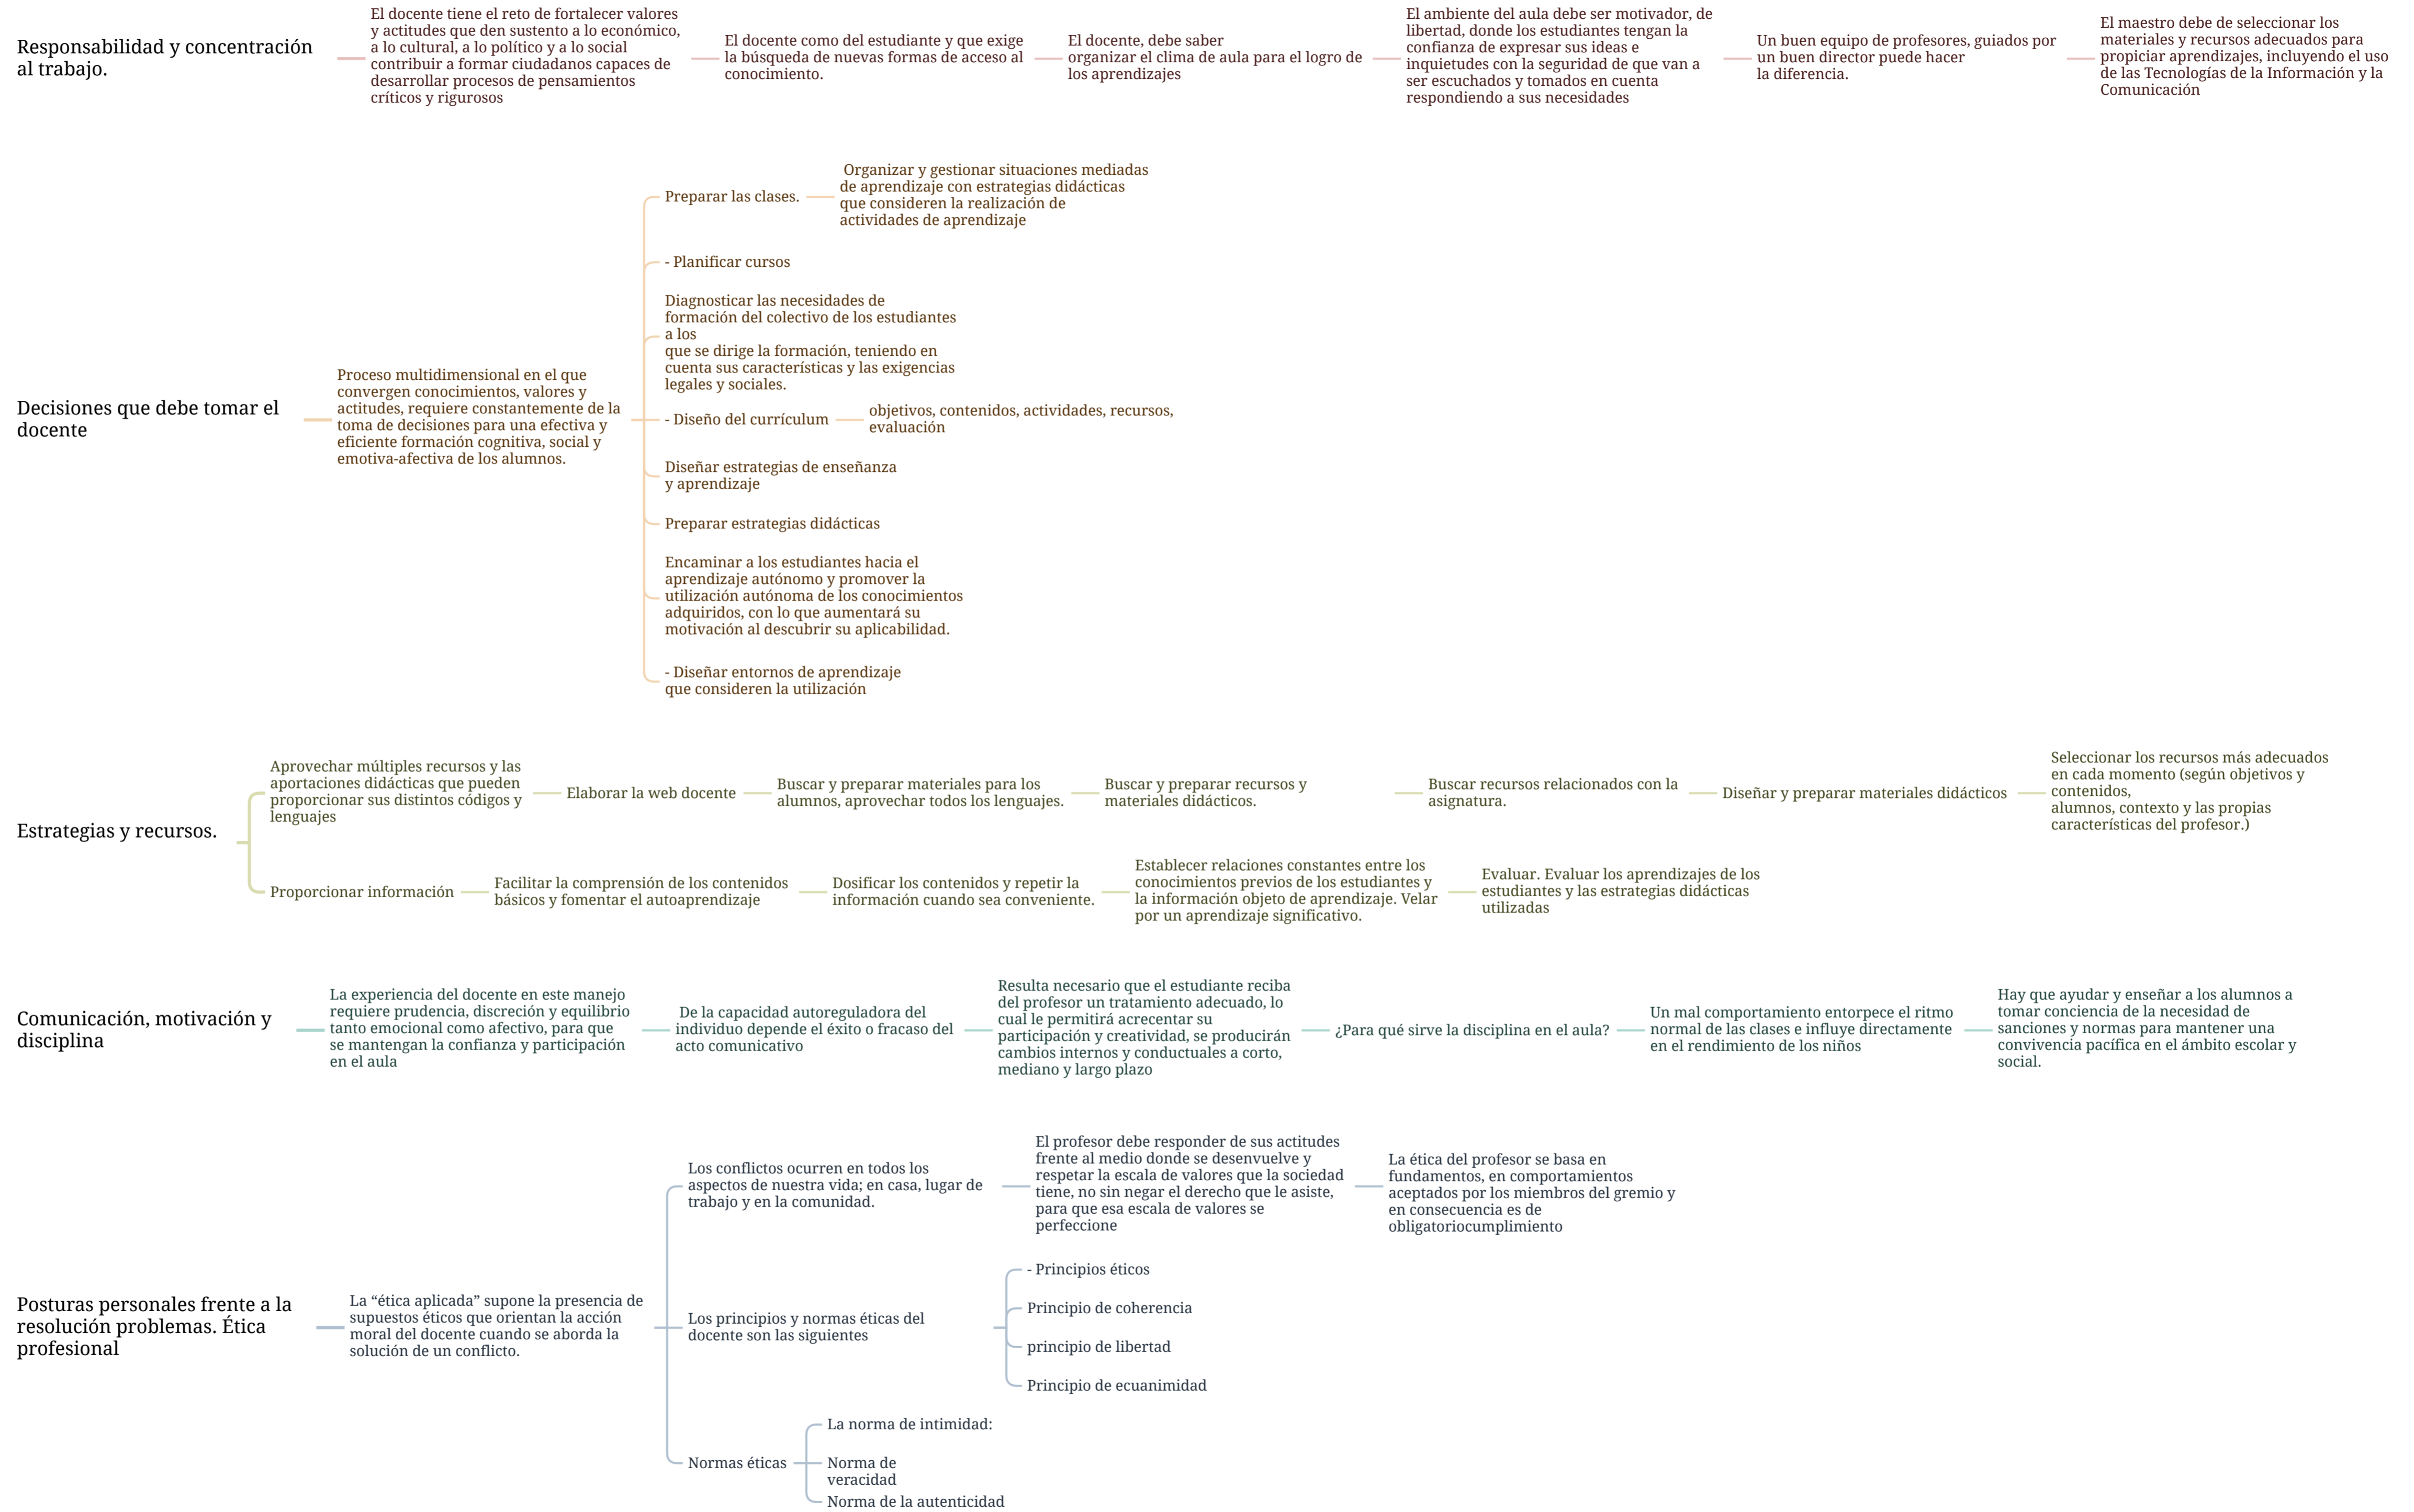 Responsabilidad y concentración
al trabajo.
El docente tiene el reto de fortalecer valores
y actitudes que den sustento a lo económico,
a lo cultural, a lo político y a lo social
contribuir a formar ciudadanos capaces de
desarrollar procesos de pensamientos
críticos y rigurosos
El docente como del estudiante y que exige
la búsqueda de nuevas formas de acceso al
conocimiento.
El docente, debe saber
organizar el clima de aula para el logro de
los aprendizajes
El ambiente del aula debe ser motivador, de
libertad, donde los estudiantes tengan la
confianza de expresar sus ideas e
inquietudes con la seguridad de que van a
ser escuchados y tomados en cuenta
respondiendo a sus necesidades
Un buen equipo de profesores, guiados por
un buen director puede hacer
la diferencia.
El maestro debe de seleccionar los
materiales y recursos adecuados para
propiciar aprendizajes, incluyendo el uso
de las Tecnologías de la Información y la
Comunicación
Decisiones que debe tomar el
docente
Proceso multidimensional en el que
convergen conocimientos, valores y
actitudes, requiere constantemente de la
toma de decisiones para una efectiva y
eficiente formación cognitiva, social y
emotiva-afectiva de los alumnos.
Preparar las clases.
Organizar y gestionar situaciones mediadas
de aprendizaje con estrategias didácticas
que consideren la realización de
actividades de aprendizaje
- Planificar cursos
Diagnosticar las necesidades de
formación del colectivo de los estudiantes
a los
que se dirige la formación, teniendo en
cuenta sus características y las exigencias
legales y sociales.
- Diseño del currículum
objetivos, contenidos, actividades, recursos,
evaluación
Diseñar estrategias de enseñanza
y aprendizaje
Preparar estrategias didácticas
Encaminar a los estudiantes hacia el
aprendizaje autónomo y promover la
utilización autónoma de los conocimientos
adquiridos, con lo que aumentará su
motivación al descubrir su aplicabilidad.
- Diseñar entornos de aprendizaje
que consideren la utilización
Estrategias y recursos.
Aprovechar múltiples recursos y las
aportaciones didácticas que pueden
proporcionar sus distintos códigos y
lenguajes
Elaborar la web docente
Buscar y preparar materiales para los
alumnos, aprovechar todos los lenguajes.
Buscar y preparar recursos y
materiales didácticos.
Buscar recursos relacionados con la
asignatura.
Diseñar y preparar materiales didácticos
Seleccionar los recursos más adecuados
en cada momento (según objetivos y
contenidos,
alumnos, contexto y las propias
características del profesor.)
Proporcionar información
Facilitar la comprensión de los contenidos
básicos y fomentar el autoaprendizaje
Dosificar los contenidos y repetir la
información cuando sea conveniente.
Establecer relaciones constantes entre los
conocimientos previos de los estudiantes y
la información objeto de aprendizaje. Velar
por un aprendizaje significativo.
Evaluar. Evaluar los aprendizajes de los
estudiantes y las estrategias didácticas
utilizadas
Comunicación, motivación y
disciplina
La experiencia del docente en este manejo
requiere prudencia, discreción y equilibrio
tanto emocional como afectivo, para que
se mantengan la confianza y participación
en el aula
De la capacidad autoreguladora del
individuo depende el éxito o fracaso del
acto comunicativo
Resulta necesario que el estudiante reciba
del profesor un tratamiento adecuado, lo
cual le permitirá acrecentar su
participación y creatividad, se producirán
cambios internos y conductuales a corto,
mediano y largo plazo
¿Para qué sirve la disciplina en el aula?
Un mal comportamiento entorpece el ritmo
normal de las clases e influye directamente
en el rendimiento de los niños
Hay que ayudar y enseñar a los alumnos a
tomar conciencia de la necesidad de
sanciones y normas para mantener una
convivencia pacífica en el ámbito escolar y
social.
Posturas personales frente a la
resolución problemas. Ética
profesional
La “ética aplicada” supone la presencia de
supuestos éticos que orientan la acción
moral del docente cuando se aborda la
solución de un conflicto.
Los conflictos ocurren en todos los
aspectos de nuestra vida; en casa, lugar de
trabajo y en la comunidad.
El profesor debe responder de sus actitudes
frente al medio donde se desenvuelve y
respetar la escala de valores que la sociedad
tiene, no sin negar el derecho que le asiste,
para que esa escala de valores se
perfeccione
La ética del profesor se basa en
fundamentos, en comportamientos
aceptados por los miembros del gremio y
en consecuencia es de
obligatoriocumplimiento
Los principios y normas éticas del
docente son las siguientes
- Principios éticos
Principio de coherencia
principio de libertad
Principio de ecuanimidad
Normas éticas
La norma de intimidad:
Norma de
veracidad
Norma de la autenticidad